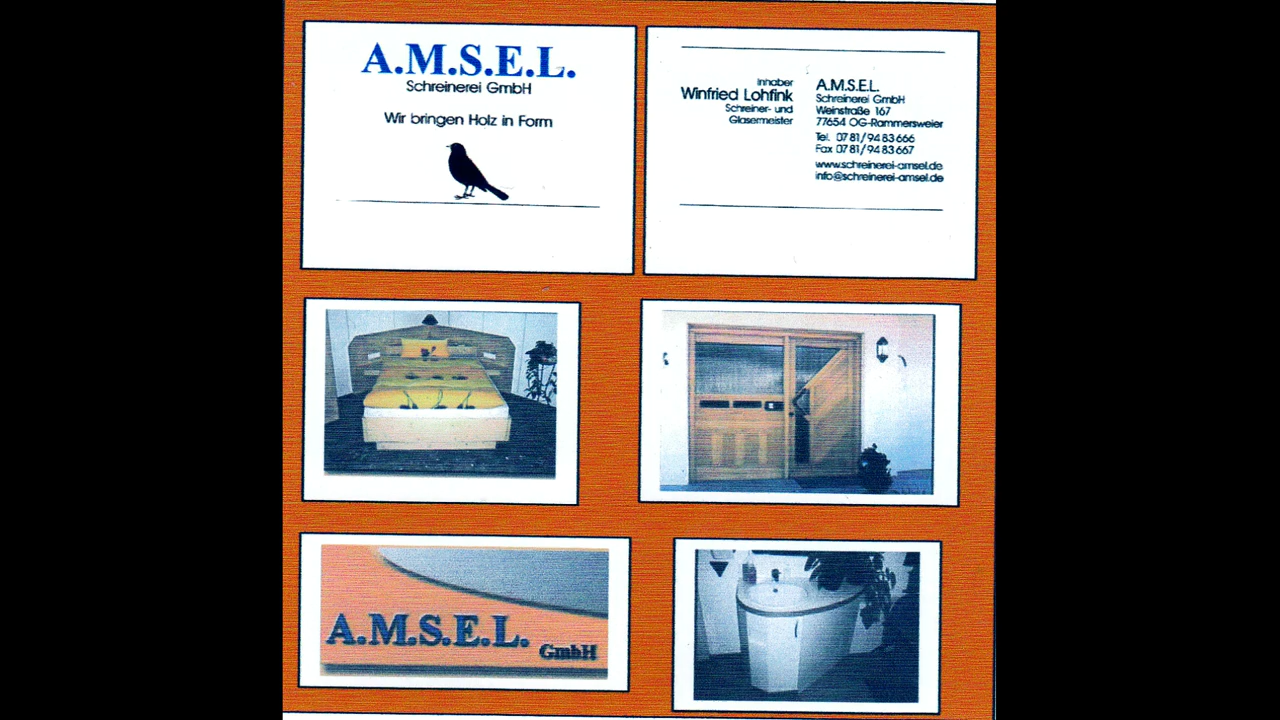 A.M.S.E.L.
Schreinerei GmbH
Wir bringen Holz in Form
Inhaber
Winfried Lohfink
Schreiner- und
Glasermeister
A.M.S.E.L.
Schreinerei GmbH
Weinstraße 167
77654 OG-Rammersweier
Tel. 07 81/94 83 666
Fax 07 81/94 83 667
www.schreinerei-amsel.de
info@schreinerei-amsel.de
A.M.S.E.L.
GmbH